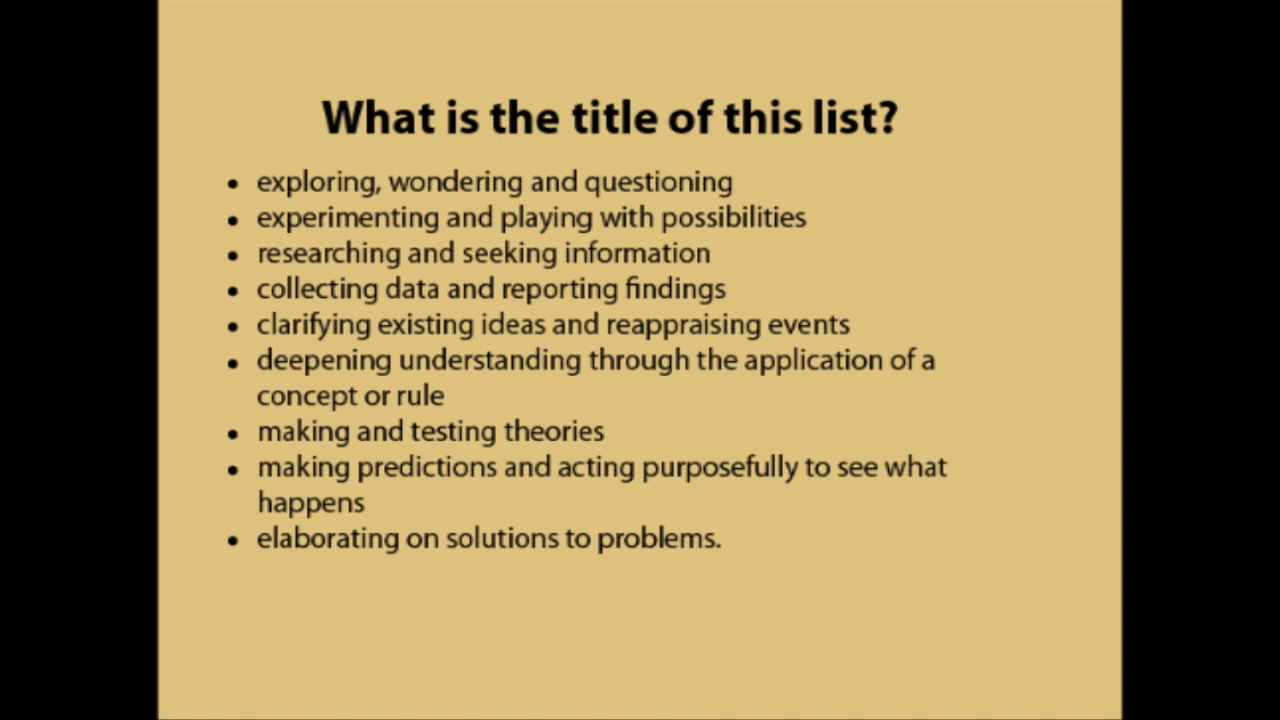 What is the title of this list?
• exploring, wondering and questioning
• experimenting and playing with possibilities
• researching and seeking information
• collecting data and reporting findings
• clarifying existing ideas and reappraising events
• deepening understanding through the application of a
concept or rule
• making and testing theories
• making predictions and acting purposefully to see what
happens
• elaborating on solutions to problems.